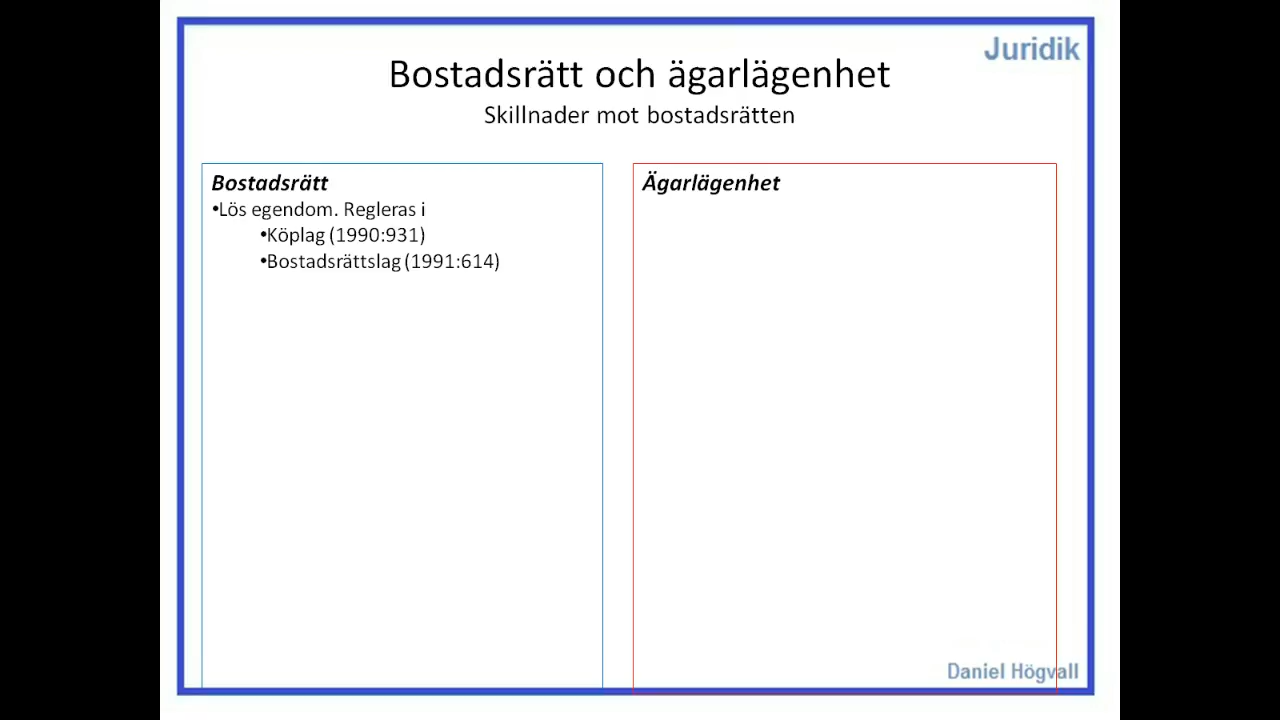 Juridik
Bostadsrätt och ägarlägenhet
Skillnader mot bostadsrätten
Bostadsrätt
•Lös egendom. Regleras i
•Köplag (1990:931)
•Bostadsrättslag (1991:614)
Ägarlägenhet
Daniel Högvall